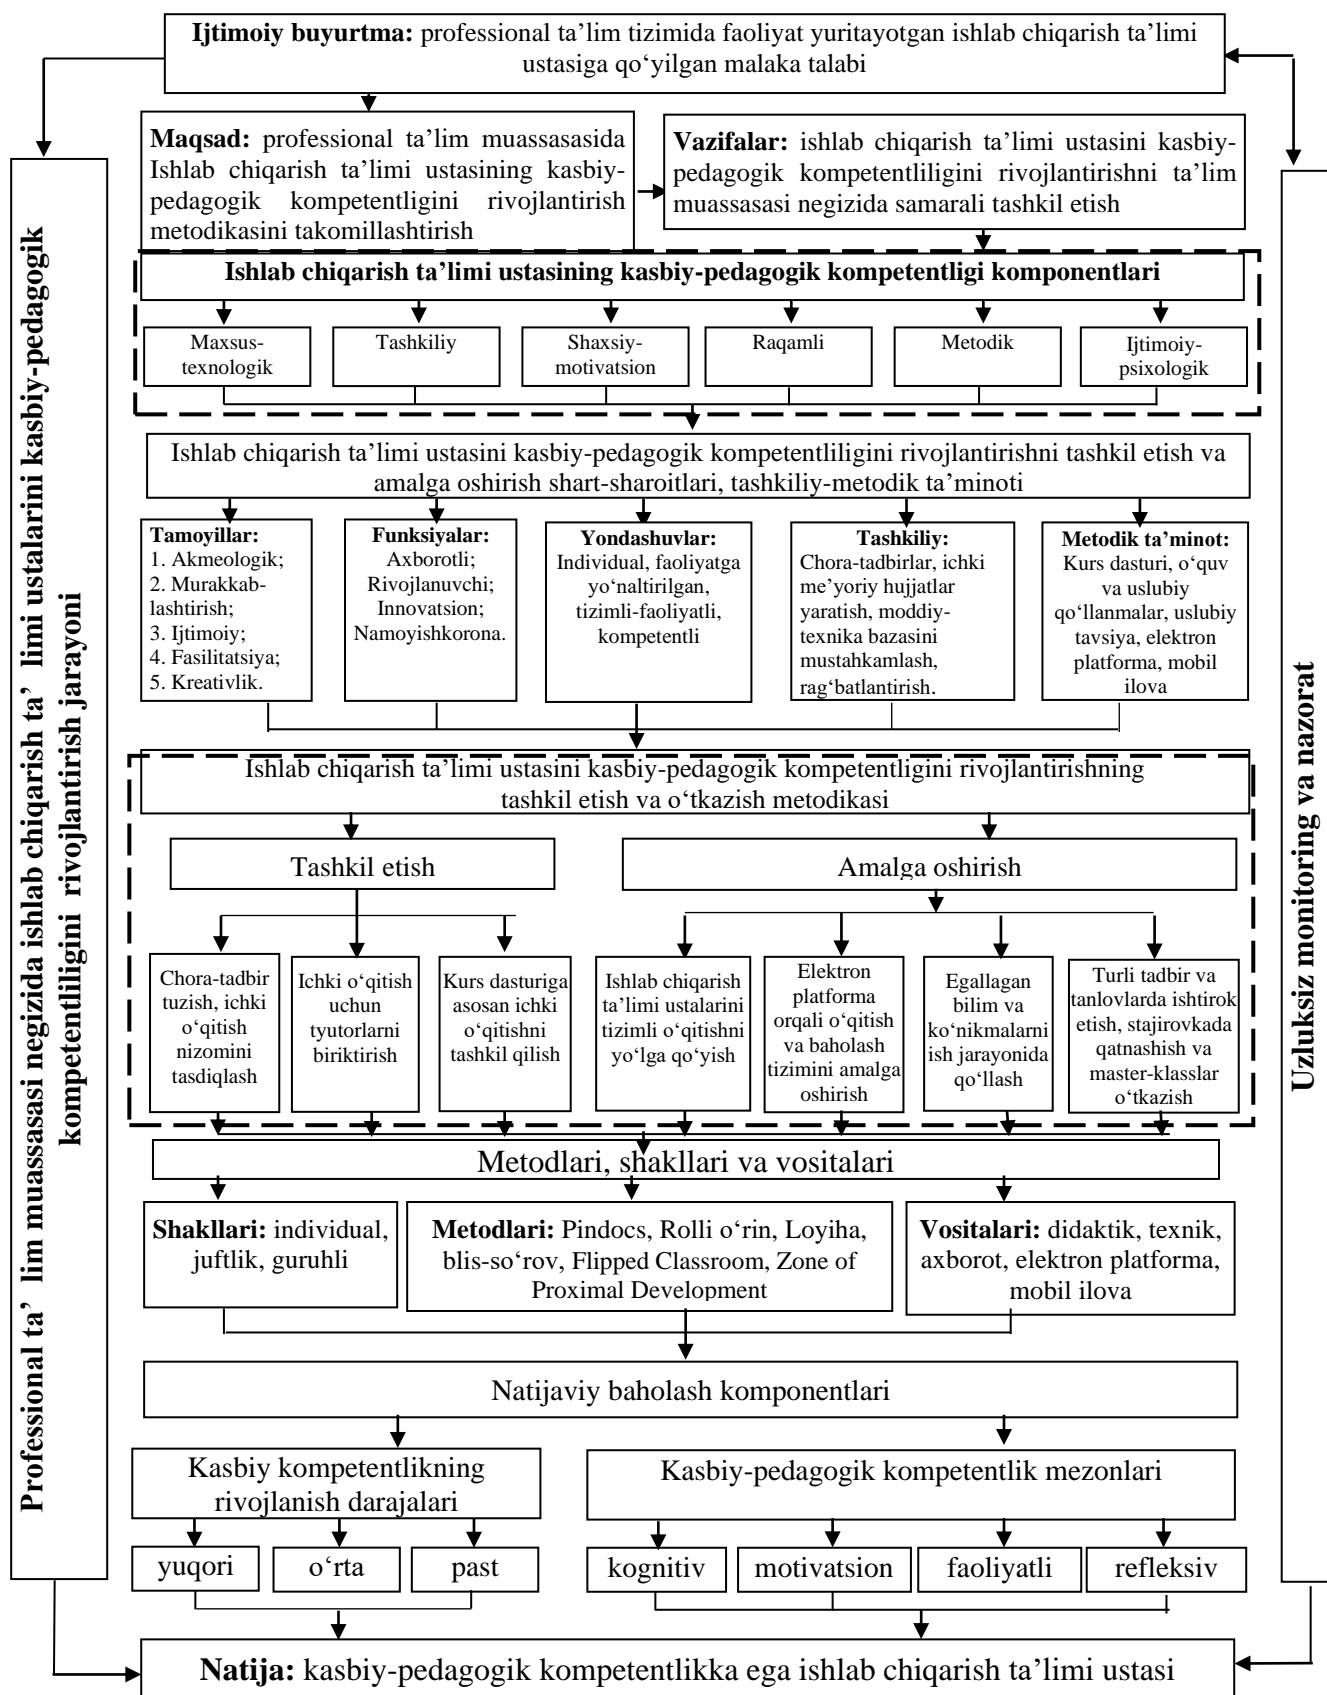 Ijtimoiy buyurtma: professional ta’lim tizimida faoliyat yuritayotgan ishlab chiqarish ta’limi
ustasiga qo‘yilgan malaka talabi
Maqsad: professional ta’lim muassasasida
Ishlab chiqarish ta’limi ustasining kasbiy-
pedagogik kompetentligini rivojlantirish
metodikasini takomillashtirish
Vazifalar: ishlab chiqarish ta’limi ustasini kasbiy-
pedagogik kompetentliligini rivojlantirishni ta’lim
muassasasi negizida samarali tashkil etish
Professional ta’ lim muassasasi negizida ishlab chiqarish ta’ limi ustalarini kasbiy-pedagogik
kompetentliligini rivojlantirish jarayoni
Uzluksiz monitoring va nazorat
Ishlab chiqarish ta’limi ustasining kasbiy-pedagogik kompetentligi komponentlari
Maxsus-
texnologik
Tashkiliy
Shaxsiy-
motivatsion
Raqamli
Metodik
Ijtimoiy-
psixologik
Ishlab chiqarish ta’limi ustasini kasbiy-pedagogik kompetentliligini rivojlantirishni tashkil etish va
amalga oshirish shart-sharoitlari, tashkiliy-metodik ta’minoti
Tamoyillar:
1. Akmeologik;
2. Murakkab-
lashtirish;
3. Ijtimoiy;
4. Fasilitatsiya;
5. Kreativlik.
Funksiyalar:
Axborotli;
Rivojlanuvchi;
Innovatsion;
Namoyishkorona.
Yondashuvlar:
Individual, faoliyatga
yo‘naltirilgan,
tizimli-faoliyatli,
kompetentli
Tashkiliy:
Chora-tadbirlar, ichki
me’yoriy hujjatlar
yaratish, moddiy-
texnika bazasini
mustahkamlash,
rag‘batlantirish.
Metodik ta’minot:
Kurs dasturi, o‘quv
va uslubiy
qo‘llanmalar, uslubiy
tavsiya, elektron
platforma, mobil
ilova
Ishlab chiqarish ta’limi ustasini kasbiy-pedagogik kompetentligini rivojlantirishning
tashkil etish va o‘tkazish metodikasi
Tashkil etish
Amalga oshirish
Chora-tadbir
tuzish, ichki
o‘qitish
nizomini
tasdiqlash
Ichki o‘qitish
uchun
tyutorlarni
biriktirish
Kurs dasturiga
asosan ichki
o‘qitishni
tashkil qilish
Ishlab chiqarish
ta’limi ustalarini
tizimli o‘qitishni
yo‘lga qo‘yish
Elektron
platforma
orqali o‘qitish
va baholash
tizimini amalga
oshirish
Egallagan
bilim va
ko‘nikmalarni
ish jarayonida
qo‘llash
Turli tadbir va
tanlovlarda ishtirok
etish, stajirovkada
qatnashish va
master-klasslar
o‘tkazish
Metodlari, shakllari va vositalari
Shakllari: individual,
juftlik, guruhli
Metodlari: Pindocs, Rolli o‘rin, Loyiha,
blis-so‘rov, Flipped Classroom, Zone of
Proximal Development
Vositalari: didaktik, texnik,
axborot, elektron platforma,
mobil ilova
Natijaviy baholash komponentlari
Kasbiy kompetentlikning
rivojlanish darajalari
Kasbiy-pedagogik kompetentlik mezonlari
yuqori
o‘rta
past
kognitiv
motivatsion
faoliyatli
refleksiv
Natija: kasbiy-pedagogik kompetentlikka ega ishlab chiqarish ta’limi ustasi